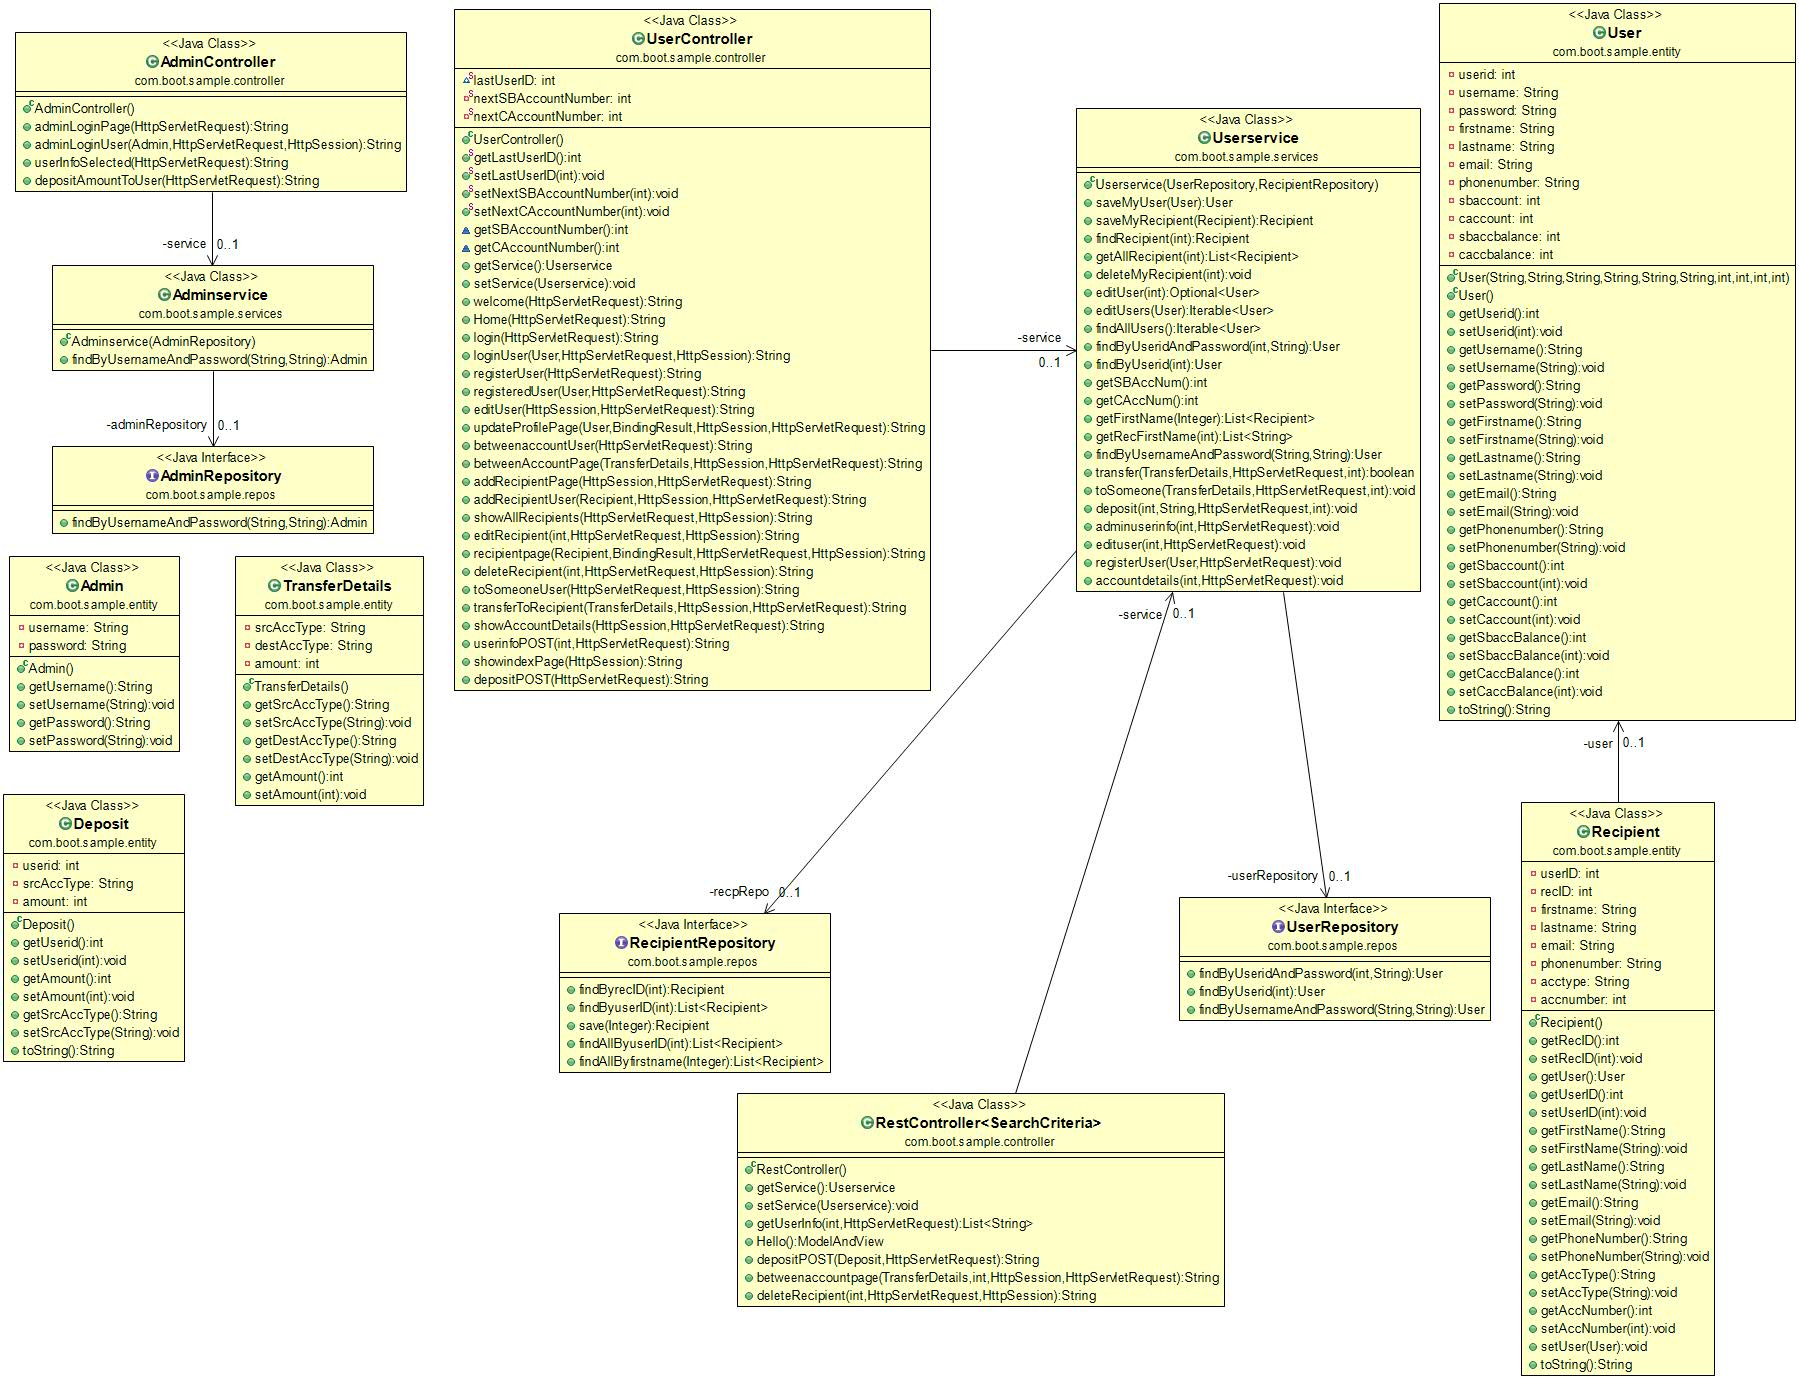 <<Java Class>>
AdminController
com.boot.sample.controller
AdminController()
adminLoginPage(HttpServletRequest):String
adminLoginUser(Admin,HttpServletRequest,HttpSession):String
userInfoSelected(HttpServletRequest):String
depositAmountToUser(HttpServletRequest):String
-service 0..1
<<Java Class>>
Adminservice
com.boot.sample.services
Adminservice(AdminRepository)
findByUsernameAndPassword(String,String):Admin
-adminRepository 0..1
<<Java Interface>>
AdminRepository
com.boot.sample.repos
findByUsernameAndPassword(String,String):Admin
<<Java Class>>
Admin
com.boot.sample.entity
username: String
password: String
Admin()
getUsername():String
setUsername(String):void
getPassword():String
setPassword(String):void
<<Java Class>>
TransferDetails
com.boot.sample.entity
srcAccType: String
destAccType: String
amount: int
TransferDetails()
getSrcAccType():String
setSrcAccType(String):void
getDestAccType():String
setDestAccType(String):void
getAmount():int
setAmount(int):void
<<Java Class>>
Deposit
com.boot.sample.entity
userid: int
srcAccType: String
amount: int
Deposit()
getUserid():int
setUserid(int):void
getAmount():int
setAmount(int):void
getSrcAccType():String
setSrcAccType(String):void
toString():String
<<Java Class>>
UserController
com.boot.sample.controller
lastUserID: int
nextSBAccountNumber: int
nextCAccountNumber: int
UserController()
getLastUserID():int
setLastUserID(int):void
setNextSBAccountNumber(int):void
setNextCAccountNumber(int):void
getSBAccountNumber():int
getCAccountNumber():int
getService():Userservice
setService(Userservice):void
welcome(HttpServletRequest):String
Home(HttpServletRequest):String
login(HttpServletRequest):String
loginUser(User,HttpServletRequest,HttpSession):String
registerUser(HttpServletRequest):String
registeredUser(User,HttpServletRequest):String
editUser(HttpSession,HttpServletRequest):String
updateProfilePage(User,BindingResult,HttpSession,HttpServletRequest):String
betweenaccountUser(HttpServletRequest):String
betweenAccountPage(TransferDetails,HttpSession,HttpServletRequest):String
addRecipientPage(HttpSession,HttpServletRequest):String
addRecipientUser(Recipient,HttpSession,HttpServletRequest):String
showAllRecipients(HttpServletRequest,HttpSession):String
editRecipient(int,HttpServletRequest,HttpSession):String
recipientpage(Recipient,BindingResult,HttpServletRequest,HttpSession):String
deleteRecipient(int,HttpServletRequest,HttpSession):String
toSomeoneUser(HttpServletRequest,HttpSession):String
transferToRecipient(TransferDetails,HttpSession,HttpServletRequest):String
showAccountDetails(HttpSession,HttpServletRequest):String
userinfoPOST(int,HttpServletRequest):String
showindexPage(HttpSession):String
depositPOST(HttpServletRequest):String
-service
0..1
<<Java Class>>
Userservice
com.boot.sample.services
Userservice(UserRepository,RecipientRepository)
saveMyUser(User):User
saveMyRecipient(Recipient):Recipient
findRecipient(int):Recipient
getAllRecipient(int):List<Recipient>
deleteMyRecipient(int):void
editUser(int):Optional<User>
editUsers(User):Iterable<User>
findAllUsers():Iterable<User>
findByUseridAndPassword(int,String):User
findByUserid(int):User
getSBAccNum():int
getCAccNum():int
getFirstName(Integer):List<Recipient>
getRecFirstName(int):List<String>
findByUsernameAndPassword(String,String):User
transfer(TransferDetails,HttpServletRequest,int):boolean
toSomeone(TransferDetails,HttpServletRequest,int):void
deposit(int,String,HttpServletRequest,int):void
adminuserinfo(int,HttpServletRequest):void
edituser(int,HttpServletRequest):void
registerUser(User,HttpServletRequest):void
accountdetails(int,HttpServletRequest):void
-service 0..1
-recpRepo 0..1
-userRepository 0..1
<<Java Interface>>
RecipientRepository
com.boot.sample.repos
findByrecID(int):Recipient
findByuserID(int):List<Recipient>
save(Integer):Recipient
findAllByuserID(int):List<Recipient>
findAllByfirstname(Integer):List<Recipient>
<<Java Interface>>
UserRepository
com.boot.sample.repos
findByUseridAndPassword(int,String):User
findByUserid(int):User
findByUsernameAndPassword(String,String):User
<<Java Class>>
RestController<SearchCriteria>
com.boot.sample.controller
RestController()
getService():Userservice
setService(Userservice):void
getUserInfo(int,HttpServletRequest):List<String>
Hello():ModelAndView
depositPOST(Deposit,HttpServletRequest):String
betweenaccountpage(TransferDetails,int,HttpSession,HttpServletRequest):String
deleteRecipient(int,HttpServletRequest,HttpSession):String
<<Java Class>>
User
com.boot.sample.entity
userid: int
username: String
password: String
firstname: String
lastname: String
email: String
phonenumber: String
sbaccount: int
caccount: int
sbaccbalance: int
caccbalance: int
User(String,String,String,String,String,String,int,int,int,int)
User()
getUserid():int
setUserid(int):void
getUsername():String
setUsername(String):void
getPassword():String
setPassword(String):void
getFirstname():String
setFirstname(String):void
getLastname():String
setLastname(String):void
getEmail():String
setEmail(String):void
getPhonenumber():String
setPhonenumber(String):void
getSbaccount():int
setSbaccount(int):void
getCaccount():int
setCaccount(int):void
getSbaccBalance():int
setSbaccBalance(int):void
getCaccBalance():int
setCaccBalance(int):void
toString():String
-user 0..1
<<Java Class>>
Recipient
com.boot.sample.entity
userID: int
recID: int
firstname: String
lastname: String
email: String
phonenumber: String
acctype: String
accnumber: int
Recipient()
getRecID():int
setRecID(int):void
getUser():User
getUserID():int
setUserID(int):void
getFirstName():String
setFirstName(String):void
getLastName():String
setLastName(String):void
getEmail():String
setEmail(String):void
getPhoneNumber():String
setPhoneNumber(String):void
getAccType():String
setAccType(String):void
getAccNumber():int
setAccNumber(int):void
setUser(User):void
toString():String